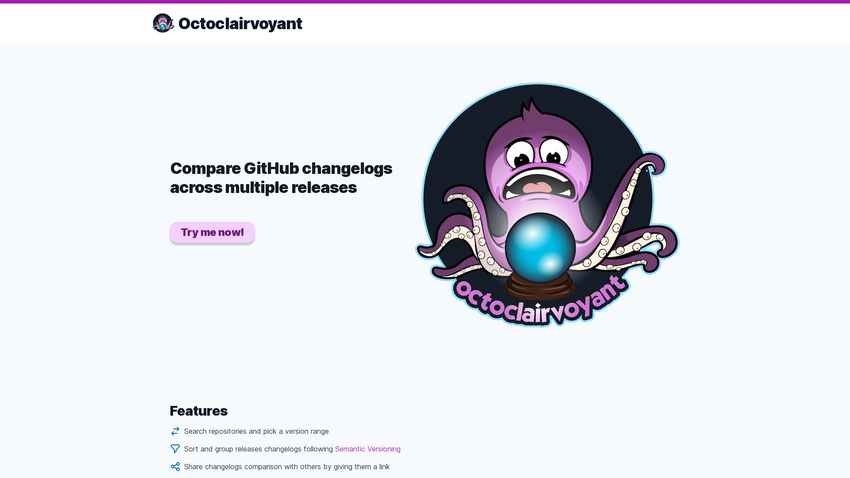 Octoclairvoyant
Compare GitHub changelogs
across multiple releases
Try me now!
octoclairvoyant
Features
Search repositories and pick a version range
Sort and group releases changelogs following Semantic Versioning
Share changelogs comparison with others by giving them a link